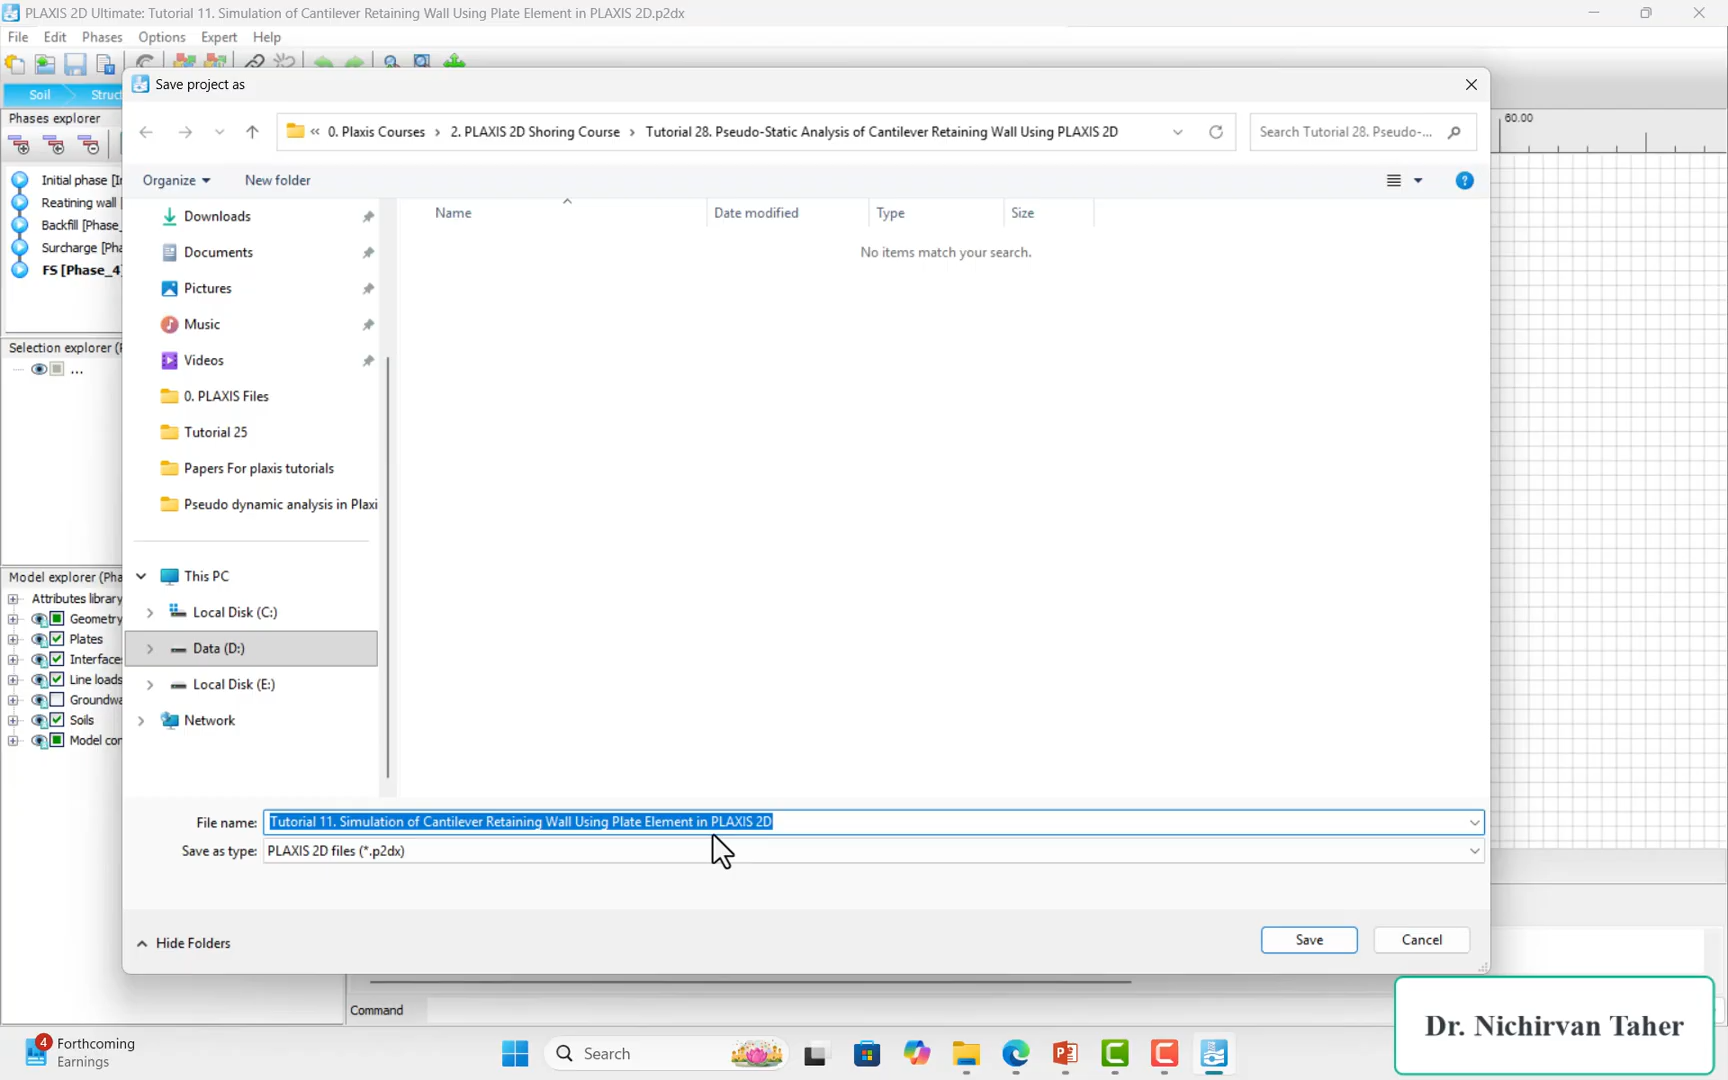 PLAXIS 2D Ultimate: Tutorial 11. Simulation of Cantilever Retaining Wall Using Plate Element in PLAXIS 2D.p2dx
File Edit Phases Options Expert Help
Soil Struct
Phases explorer
Initial phase [In
Reatining wall [
Backfill [Phase_
Surcharge [Pha
FS [Phase_4]
Selection explorer (P
...
Model explorer (Pha
Attributes library
Geometry
Plates
Interfaces
Line loads
Groundwa
Soils
Model con
60.00
Save project as
« 0. Plaxis Courses › 2. PLAXIS 2D Shoring Course › Tutorial 28. Pseudo-Static Analysis of Cantilever Retaining Wall Using PLAXIS 2D
Search Tutorial 28. Pseudo-...
Organize New folder
Downloads
Documents
Pictures
Music
Videos
0. PLAXIS Files
Tutorial 25
Papers For plaxis tutorials
Pseudo dynamic analysis in Plaxi
This PC
Local Disk (C:)
Data (D:)
Local Disk (E:)
Network
Name Date modified Type Size
No items match your search.
File name: Tutorial 11. Simulation of Cantilever Retaining Wall Using Plate Element in PLAXIS 2D
Save as type: PLAXIS 2D files (*.p2dx)
Hide Folders
Save Cancel
Command
Dr. Nichirvan Taher
4
Forthcoming
Earnings
Search